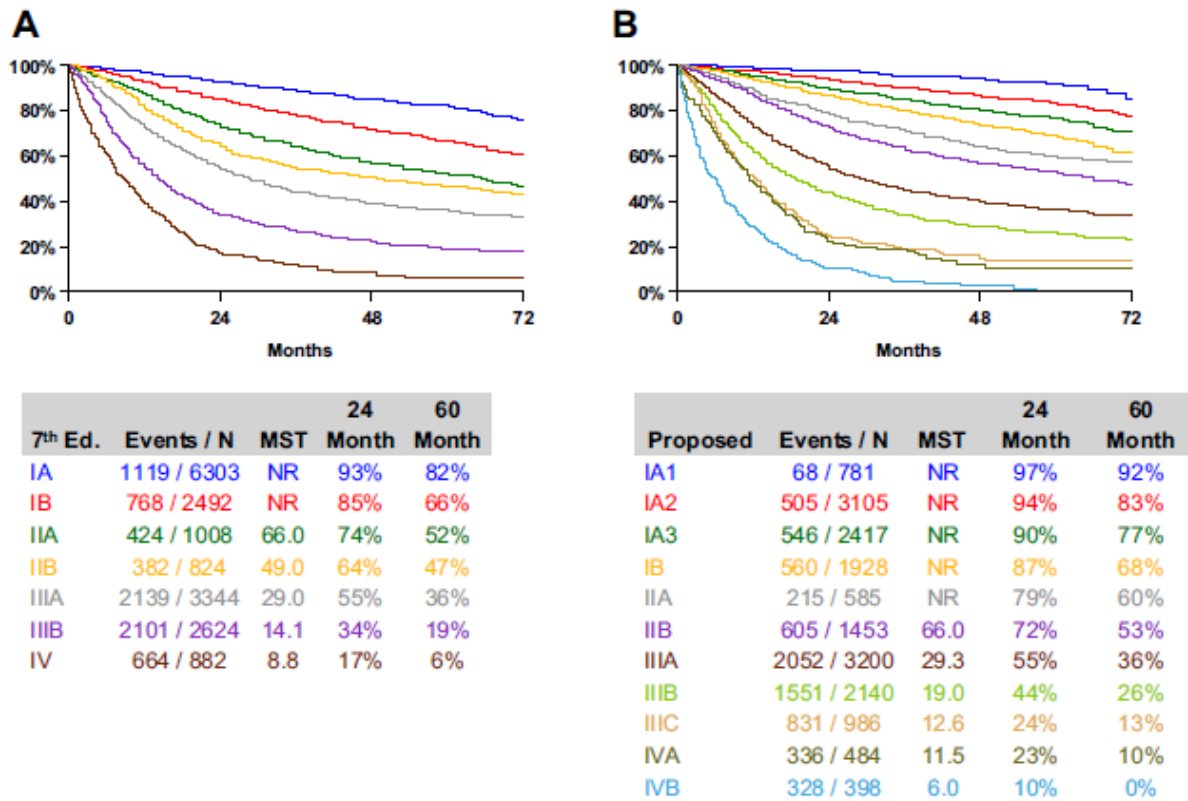 A
100%
80%
60%
40%
20%
0%
0 24 48 72
Months
24 60
7th Ed. Events / N MST Month Month
IA 1119 / 6303 NR 93% 82%
IB 768 / 2492 NR 85% 66%
IIA 424 / 1008 66.0 74% 52%
IIB 382 / 824 49.0 64% 47%
IIIA 2139 / 3344 29.0 55% 36%
IIIB 2101 / 2624 14.1 34% 19%
IV 664 / 882 8.8 17% 6%
B
100%
80%
60%
40%
20%
0%
0 24 48 72
Months
24 60
Proposed Events / N MST Month Month
IA1 68 / 781 NR 97% 92%
IA2 505 / 3105 NR 94% 83%
IA3 546 / 2417 NR 90% 77%
IB 560 / 1928 NR 87% 68%
IIA 215 / 585 NR 79% 60%
IIB 605 / 1453 66.0 72% 53%
IIIA 2052 / 3200 29.3 55% 36%
IIIB 1551 / 2140 19.0 44% 26%
IIIC 831 / 986 12.6 24% 13%
IVA 336 / 484 11.5 23% 10%
IVB 328 / 398 6.0 10% 0%